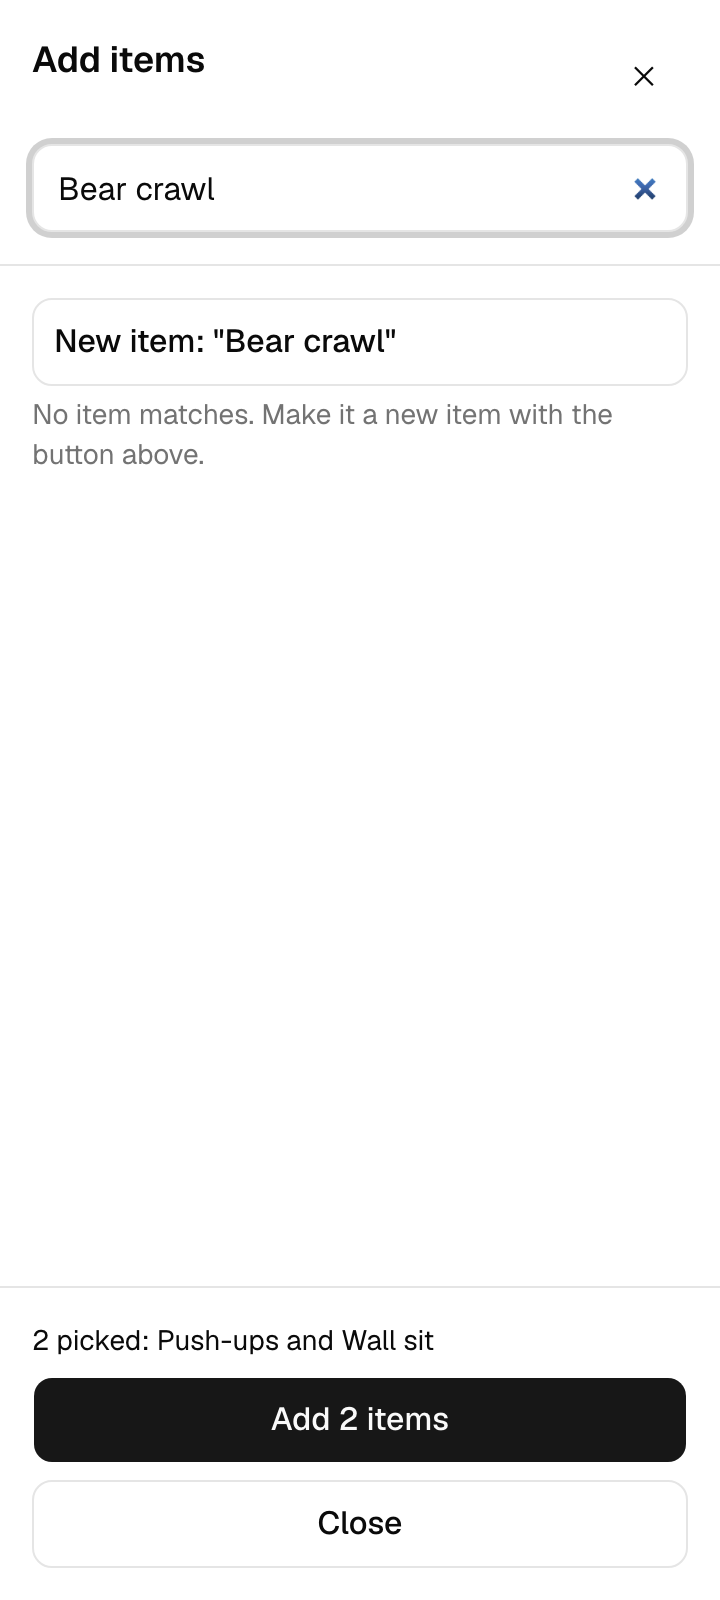 Add items
Bear crawl
New item: "Bear crawl"
No item matches. Make it a new item with the
button above.
2 picked: Push-ups and Wall sit
Add 2 items
Close